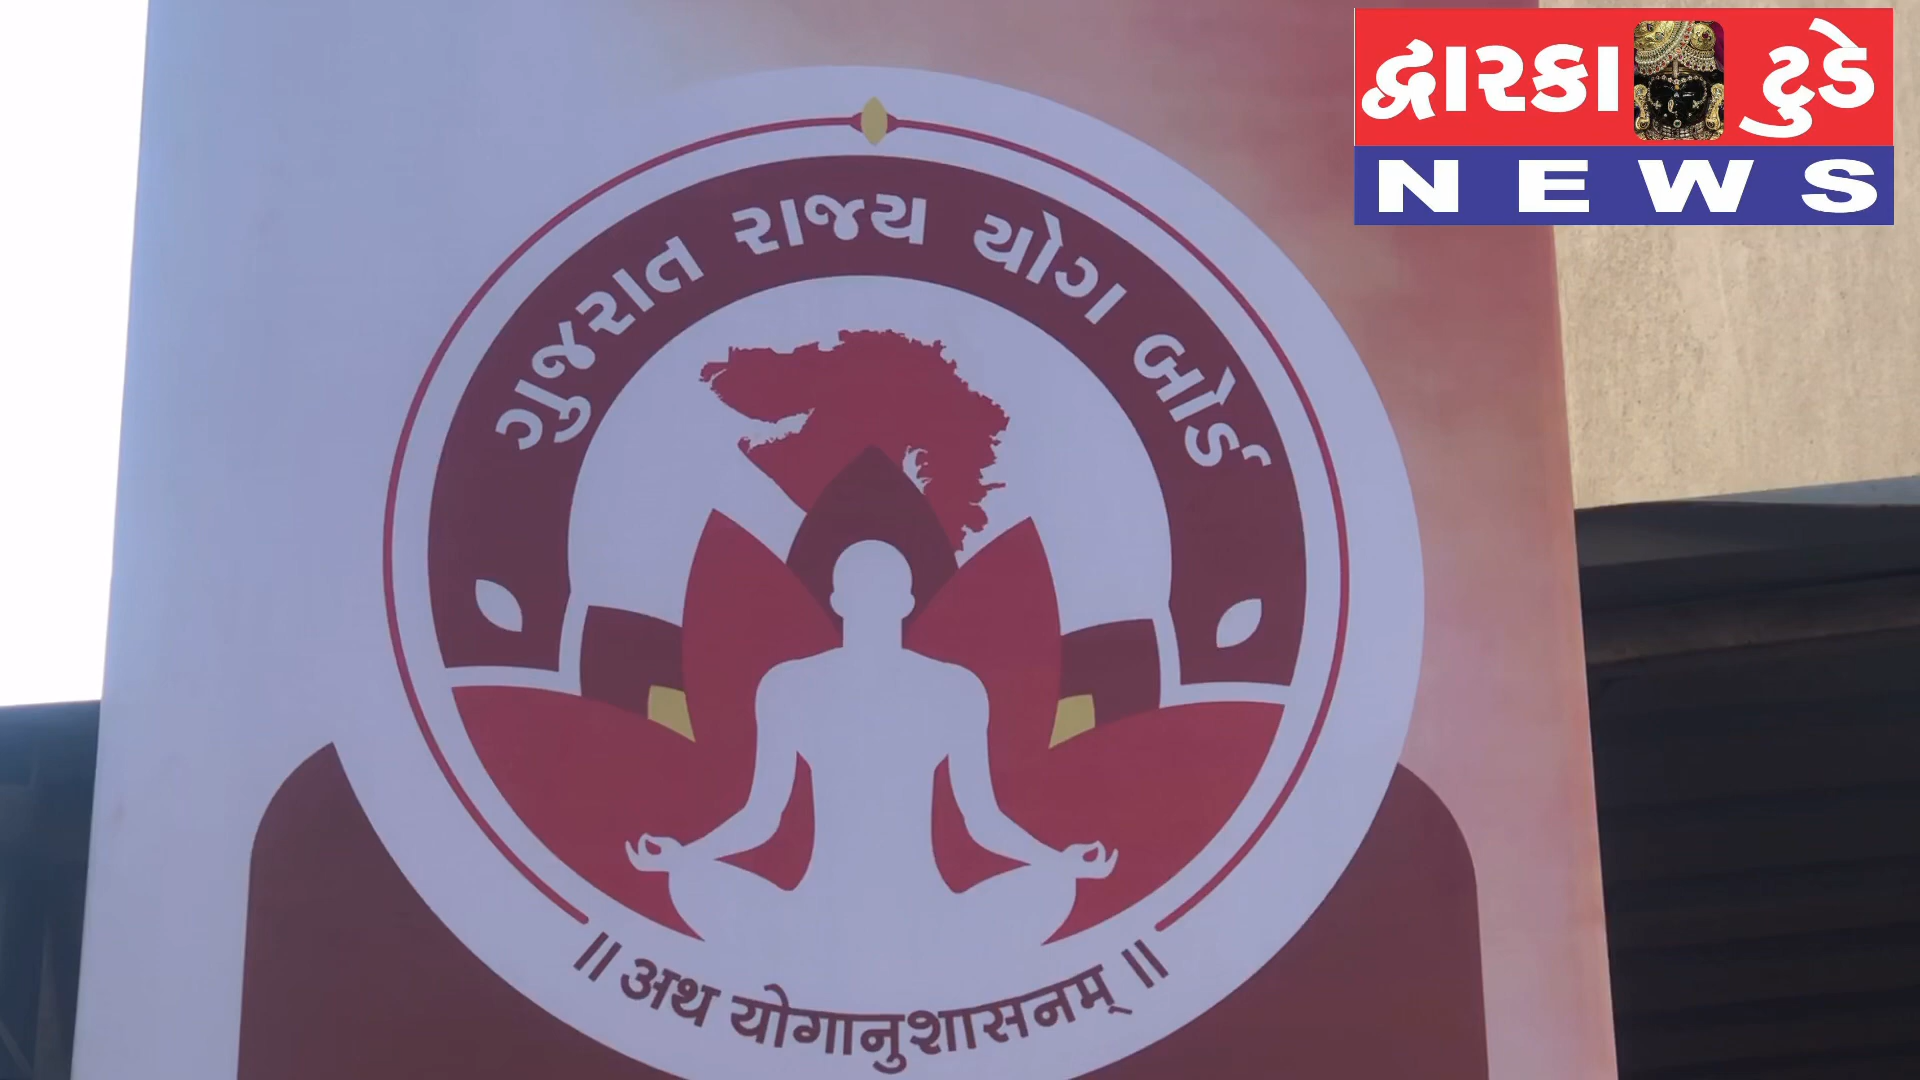 દ્વારકા ટુડે
NEWS
ગુજરાત રાજ્ય યોગ બોર્ડ
॥ अथ योगानुशासनम् ॥